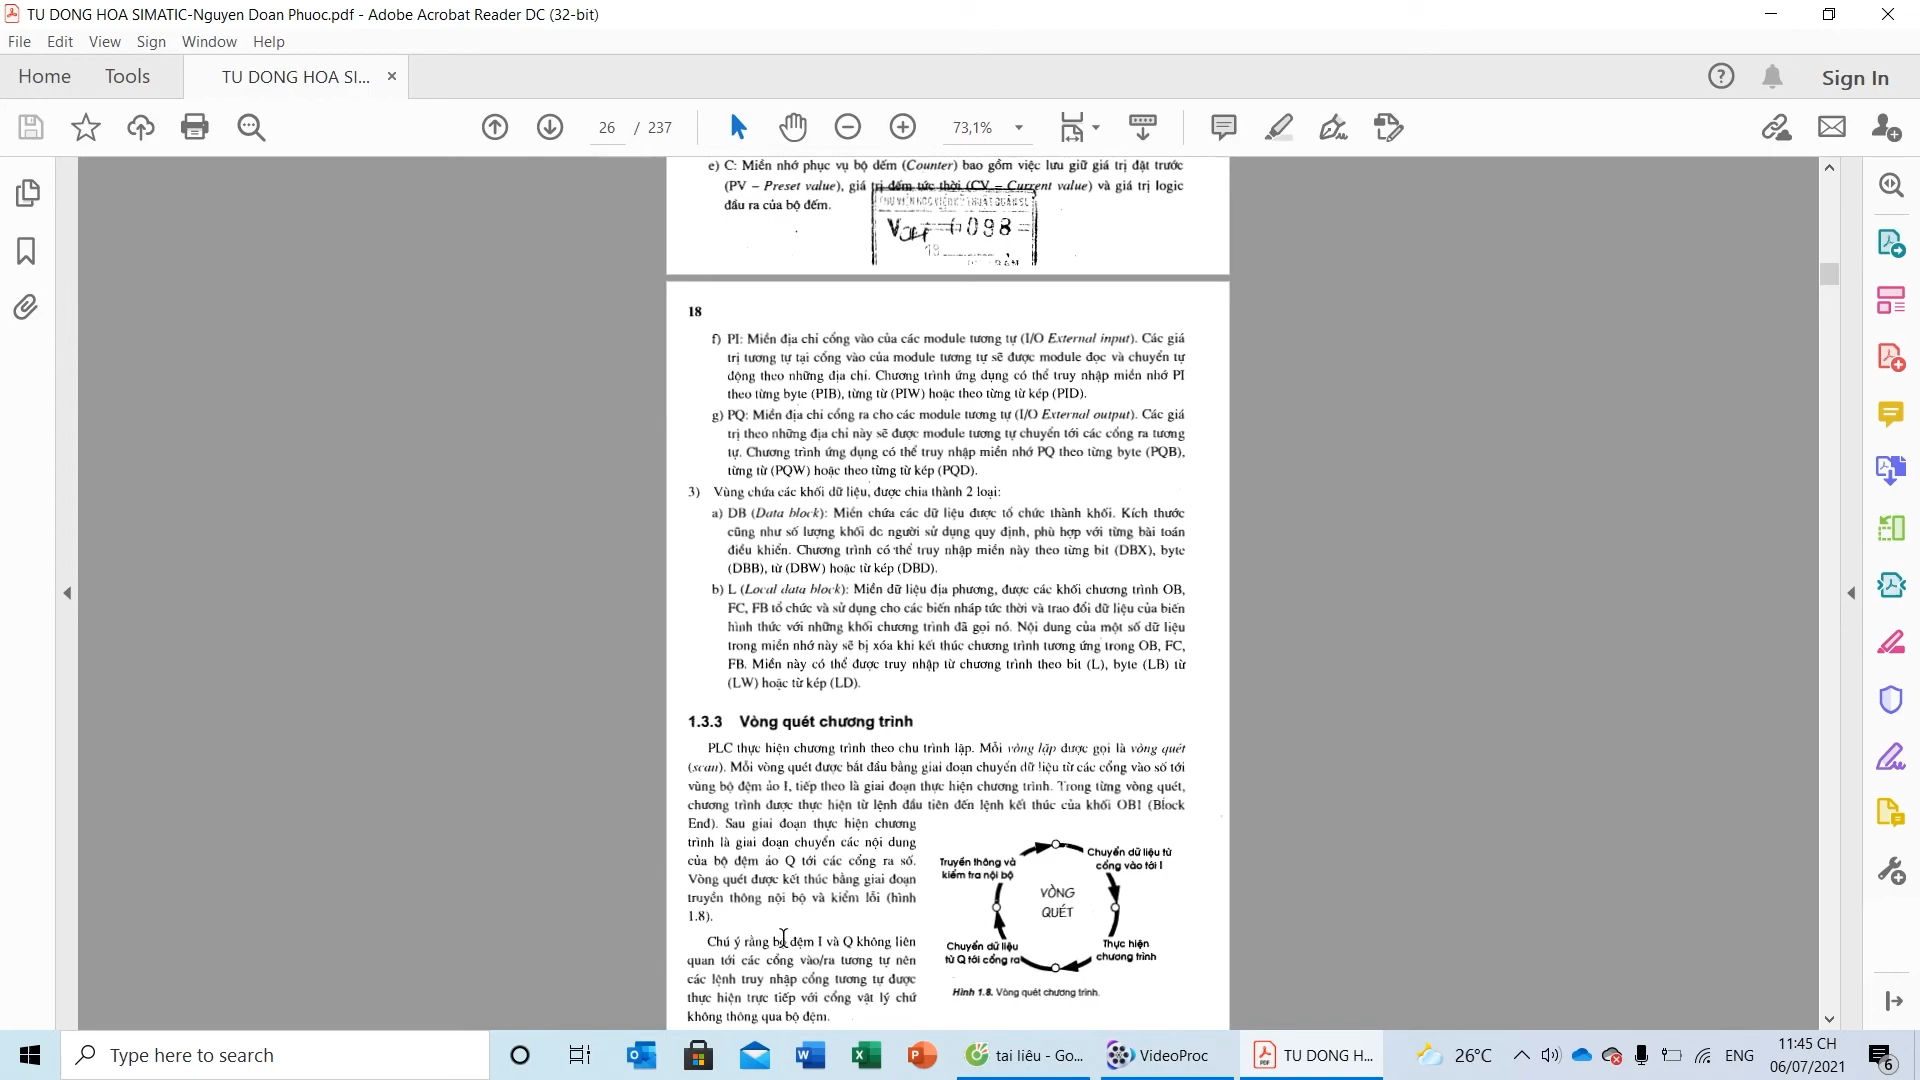 TU DONG HOA SIMATIC-Nguyen Doan Phuoc.pdf - Adobe Acrobat Reader DC (32-bit)
File Edit View Sign Window Help
Home Tools TU DONG HOA SI... × Sign In
26 / 237 73,1%
e) C: Miền nhớ phục vụ bộ đếm (Counter) bao gồm việc lưu giữ giá trị đặt trước
(PV – Preset value), giá trị đếm tức thời (CV – Current value) và giá trị logic
đầu ra của bộ đếm.
18
f) PI: Miền địa chỉ cổng vào của các module tương tự (I/O External input). Các giá
trị tương tự tại cổng vào của module tương tự sẽ được module đọc và chuyển tự
động theo những địa chỉ. Chương trình ứng dụng có thể truy nhập miền nhớ PI
theo từng byte (PIB), từng từ (PIW) hoặc theo từng từ kép (PID).
g) PQ: Miền địa chỉ cổng ra cho các module tương tự (I/O External output). Các giá
trị theo những địa chỉ này sẽ được module tương tự chuyển tới các cổng ra tương
tự. Chương trình ứng dụng có thể truy nhập miền nhớ PQ theo từng byte (PQB),
từng từ (PQW) hoặc theo từng từ kép (PQD).
3) Vùng chứa các khối dữ liệu, được chia thành 2 loại:
a) DB (Data block): Miền chứa các dữ liệu được tổ chức thành khối. Kích thước
cũng như số lượng khối do người sử dụng quy định, phù hợp với từng bài toán
điều khiển. Chương trình có thể truy nhập miền này theo từng bit (DBX), byte
(DBB), từ (DBW) hoặc từ kép (DBD).
b) L (Local data block): Miền dữ liệu địa phương, được các khối chương trình OB,
FC, FB tổ chức và sử dụng cho các biến nháp tức thời và trao đổi dữ liệu của biến
hình thức với những khối chương trình đã gọi nó. Nội dung của một số dữ liệu
trong miền nhớ này sẽ bị xóa khi kết thúc chương trình tương ứng trong OB, FC,
FB. Miền này có thể được truy nhập từ chương trình theo bit (L), byte (LB) từ
(LW) hoặc từ kép (LD).
1.3.3 Vòng quét chương trình
PLC thực hiện chương trình theo chu trình lặp. Mỗi vòng lặp được gọi là vòng quét
(scan). Mỗi vòng quét được bắt đầu bằng giai đoạn chuyển dữ liệu từ các cổng vào số tới
vùng bộ đệm ảo I, tiếp theo là giai đoạn thực hiện chương trình. Trong từng vòng quét,
chương trình được thực hiện từ lệnh đầu tiên đến lệnh kết thúc của khối OB1 (Block
End). Sau giai đoạn thực hiện chương
trình là giai đoạn chuyển các nội dung
của bộ đệm ảo Q tới các cổng ra số.
Vòng quét được kết thúc bằng giai đoạn
truyền thông nội bộ và kiểm lỗi (hình
1.8).
Chú ý rằng bộ đệm I và Q không liên
quan tới các cổng vào/ra tương tự nên
các lệnh truy nhập cổng tương tự được
thực hiện trực tiếp với cổng vật lý chứ
không thông qua bộ đệm.
Truyền thông và
kiểm tra nội bộ
Chuyển dữ liệu từ
cổng vào tới I
VÒNG
QUÉT
Chuyển dữ liệu
từ Q tới cổng ra
Thực hiện
chương trình
Hình 1.8. Vòng quét chương trình.
Type here to search
tai liêu - Go...
VideoProc
TU DONG H...
26°C
ENG
11:45 CH
06/07/2021
6